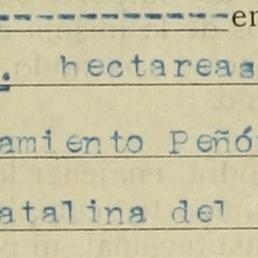 ------------- en
. hectareas
amiento Peñó
atalina del